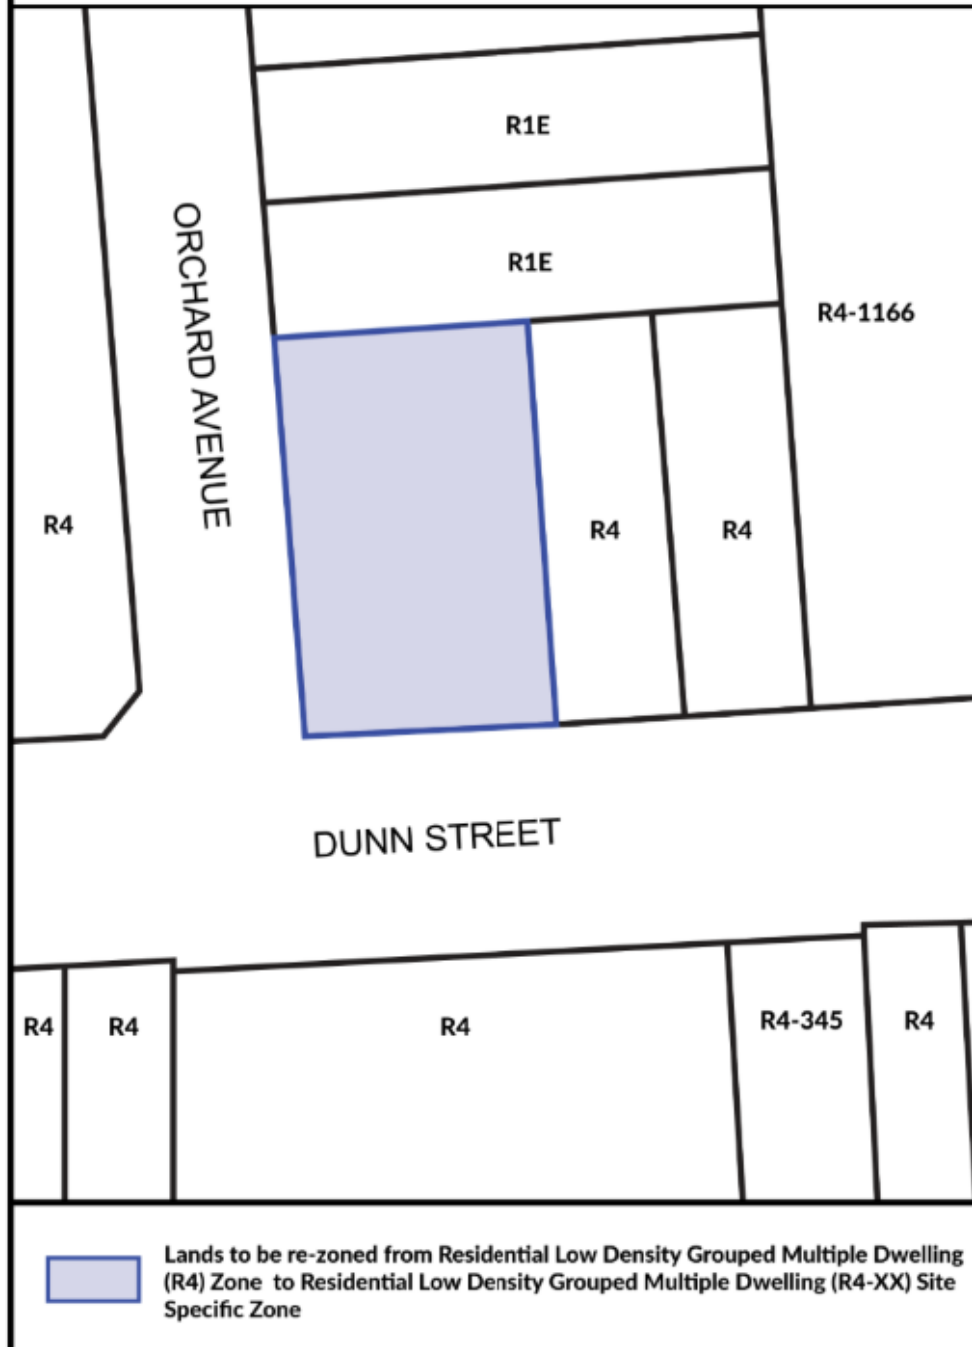 R1E
ORCHARD AVENUE
R1E
R4-1166
R4
R4
R4
DUNN STREET
R4
R4
R4
R4-345
R4
Lands to be re-zoned from Residential Low Density Grouped Multiple Dwelling
(R4) Zone to Residential Low Density Grouped Multiple Dwelling (R4-XX) Site
Specific Zone